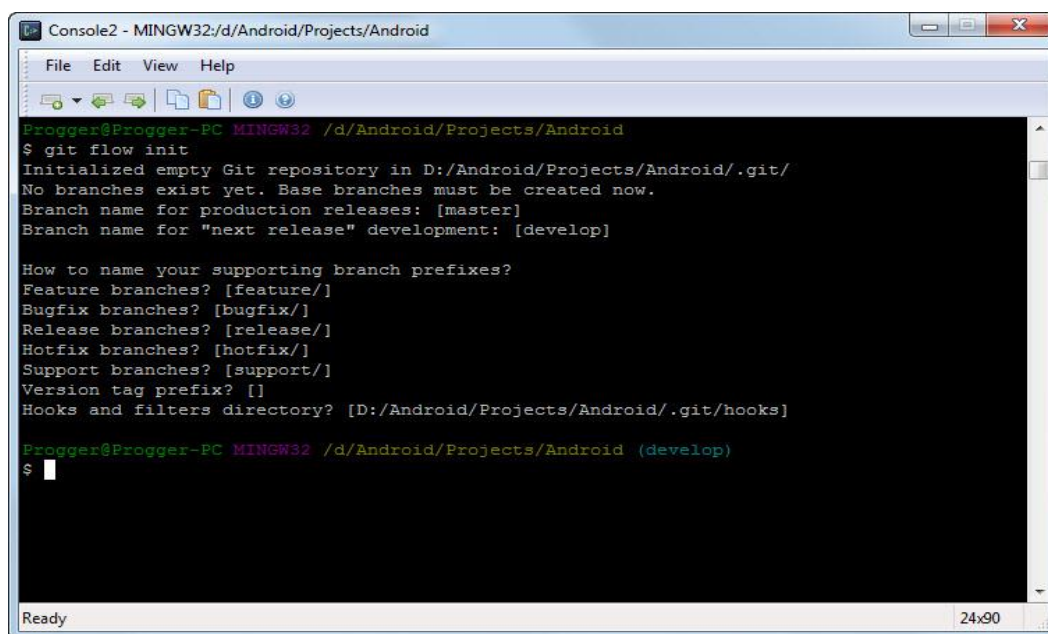 Console2 - MINGW32:/d/Android/Projects/Android
File Edit View Help
Progger@Progger-PC MINGW32 /d/Android/Projects/Android
$ git flow init
Initialized empty Git repository in D:/Android/Projects/Android/.git/
No branches exist yet. Base branches must be created now.
Branch name for production releases: [master]
Branch name for "next release" development: [develop]
How to name your supporting branch prefixes?
Feature branches? [feature/]
Bugfix branches? [bugfix/]
Release branches? [release/]
Hotfix branches? [hotfix/]
Support branches? [support/]
Version tag prefix? []
Hooks and filters directory? [D:/Android/Projects/Android/.git/hooks]
Progger@Progger-PC MINGW32 /d/Android/Projects/Android (develop)
$
Ready 24x90